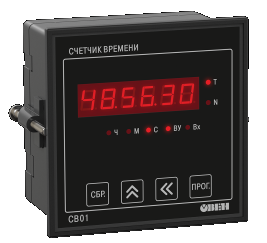 СЧЕТЧИК ВРЕМЕНИ
48.56.30
T
N
Ч М С ВУ Вх
СБР. ПРОГ.
СВ01 ОВЕН